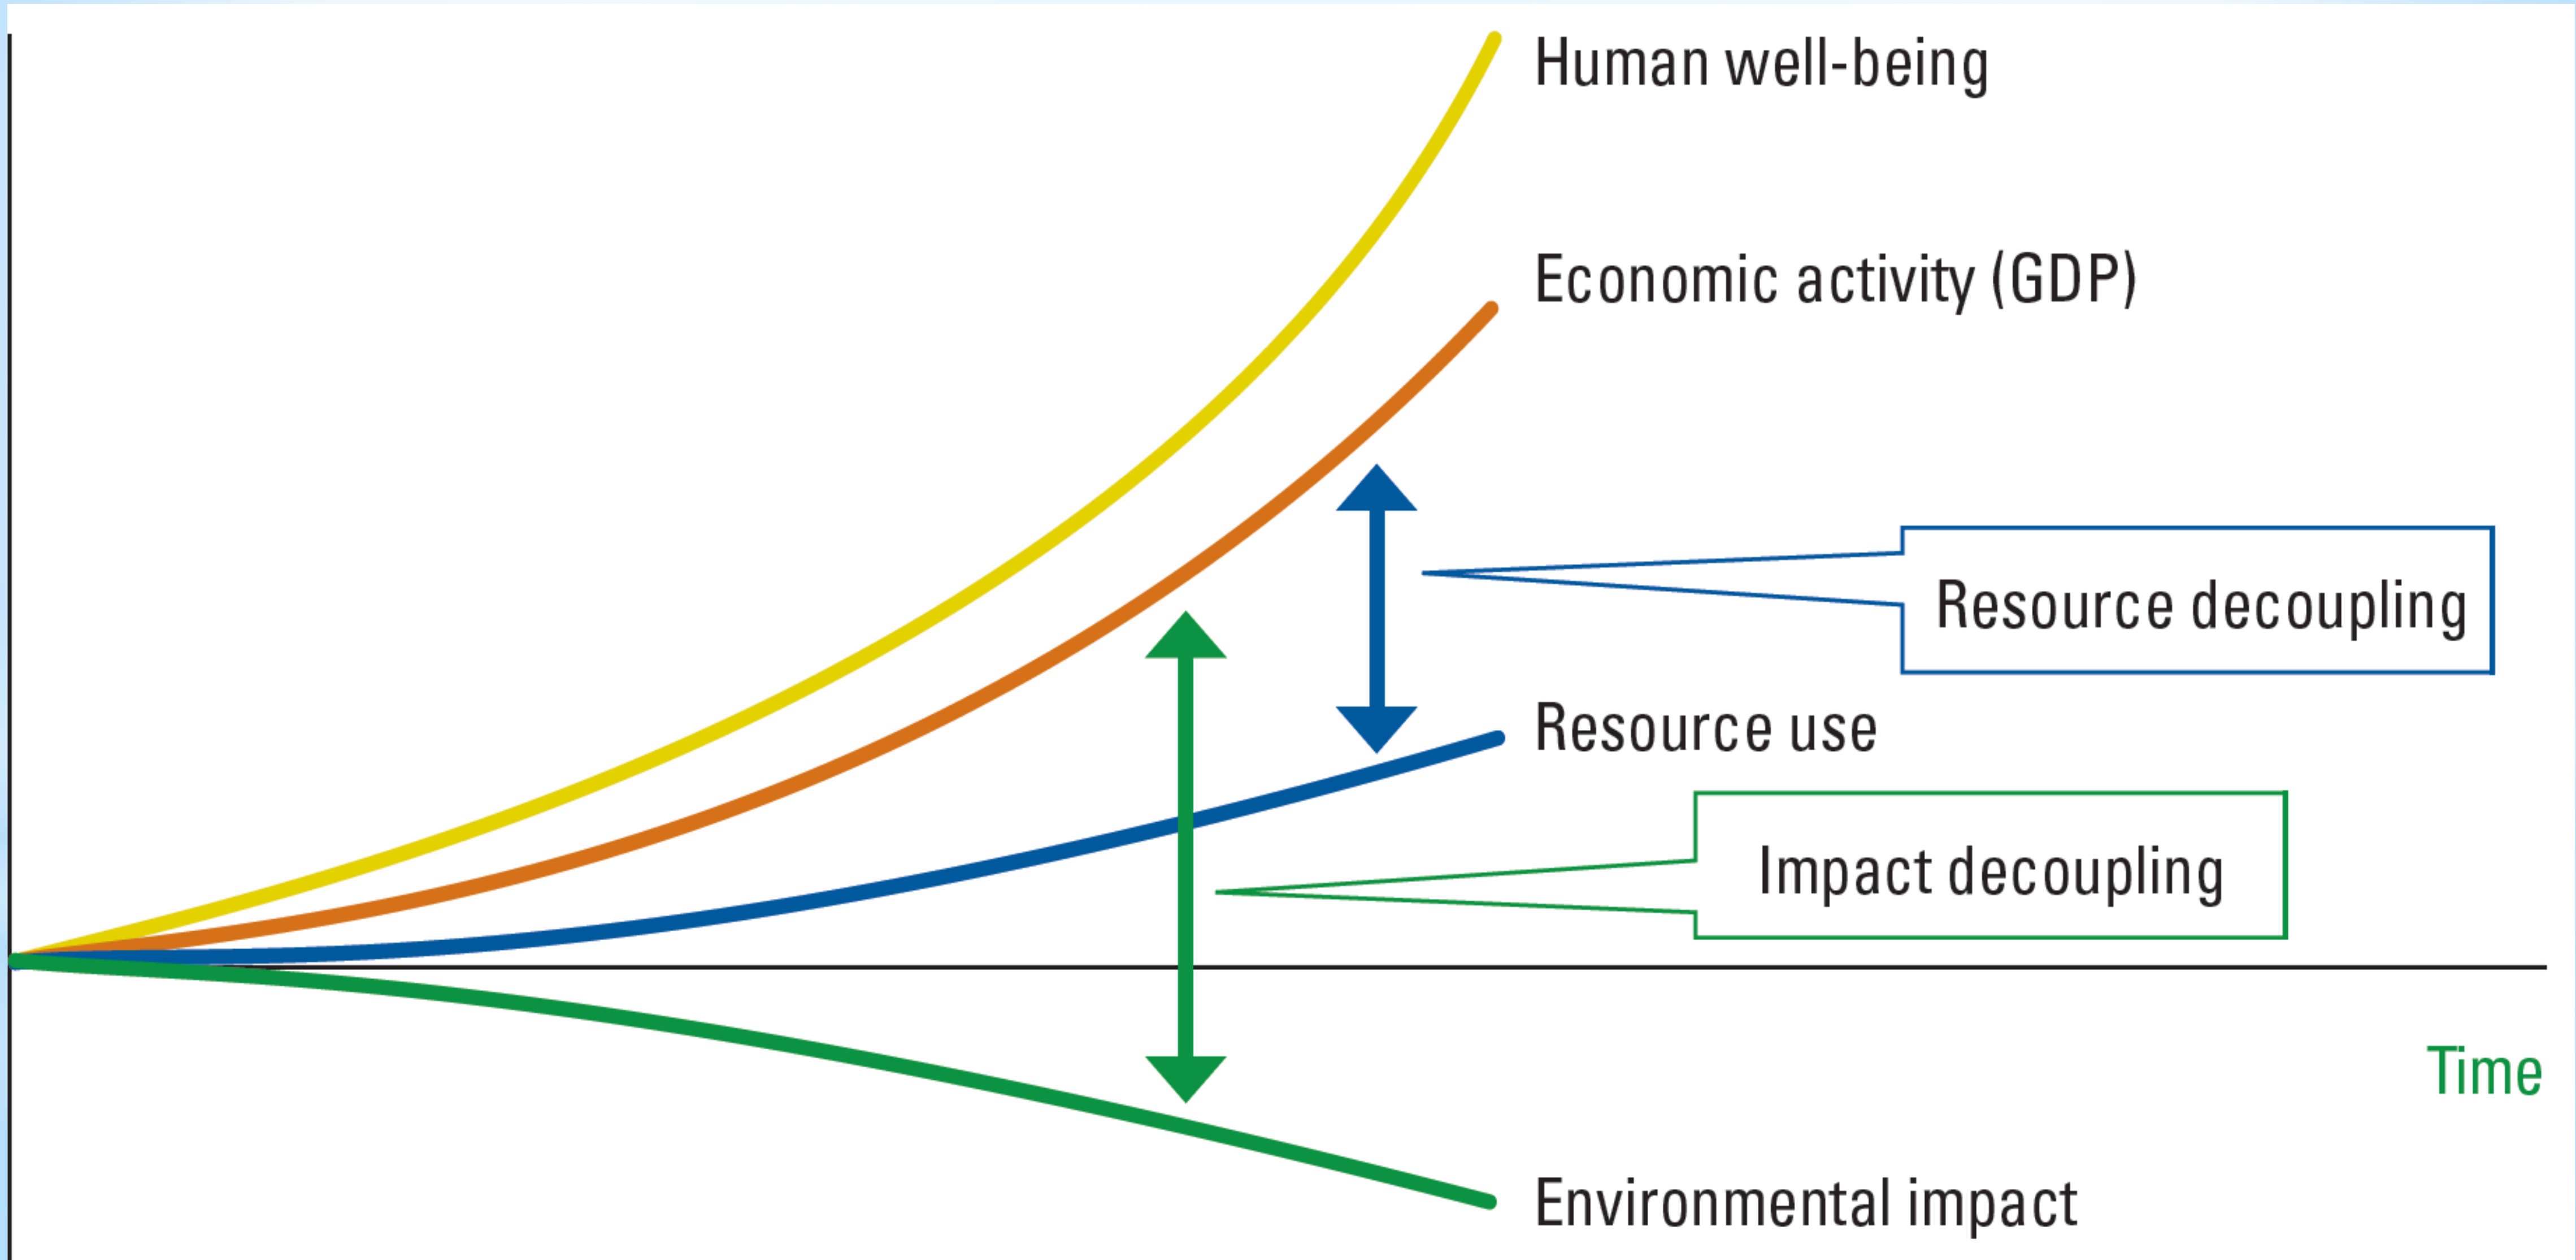 Human well-being
Economic activity (GDP)
Resource decoupling
Resource use
Impact decoupling
Time
Environmental impact